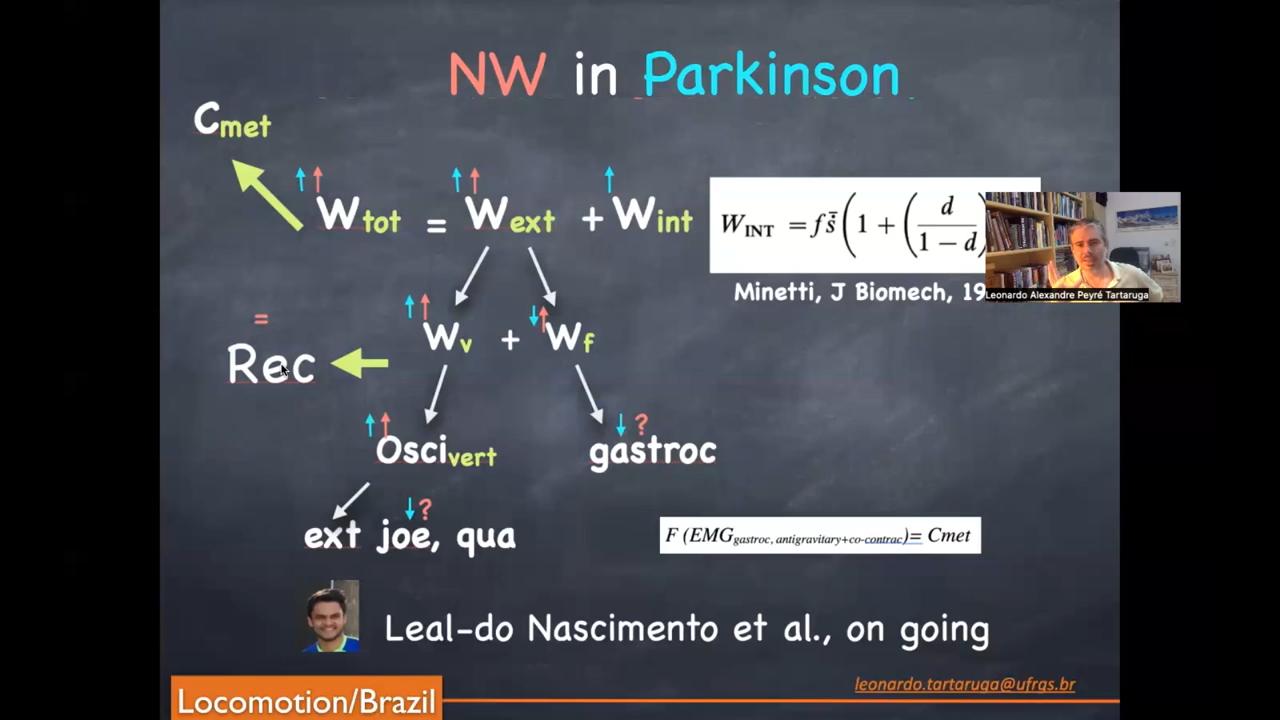 NW in Parkinson
Cmet
↑↑ ↑↑ ↑
Wtot = Wext + Wint
W_INT = f s̄ (1 + (d / (1 − d)
Minetti, J Biomech, 19
Leonardo Alexandre Peyré Tartaruga
↑↑ ↓↑
Wv + Wf
=
Rec
↑↑ ↓?
Oscivert gastroc
↓?
ext joe, qua
F (EMGgastroc, antigravitary+co-contrac)= Cmet
Leal-do Nascimento et al., on going
leonardo.tartaruga@ufrgs.br
Locomotion/Brazil